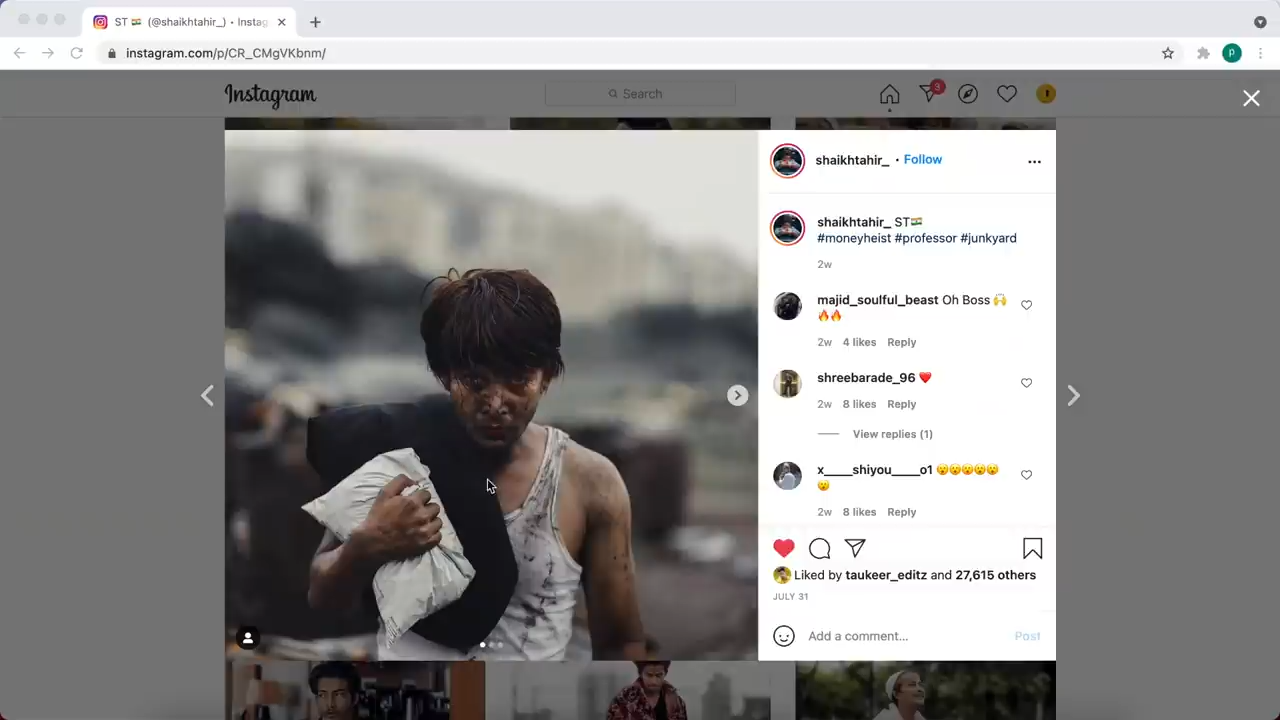 ST 🇮🇳 (@shaikhtahir_) • Instag
instagram.com/p/CR_CMgVKbnm/
p
Instagram
Search
3
shaikhtahir_ • Follow
shaikhtahir_ ST🇮🇳
#moneyheist #professor #junkyard
2w
majid_soulful_beast Oh Boss 🙌
🔥🔥
2w 4 likes Reply
shreebarade_96 ❤️
2w 8 likes Reply
View replies (1)
x____shiyou____o1 😮😮😮😮😮
😮
2w 8 likes Reply
Liked by taukeer_editz and 27,615 others
JULY 31
Add a comment... Post